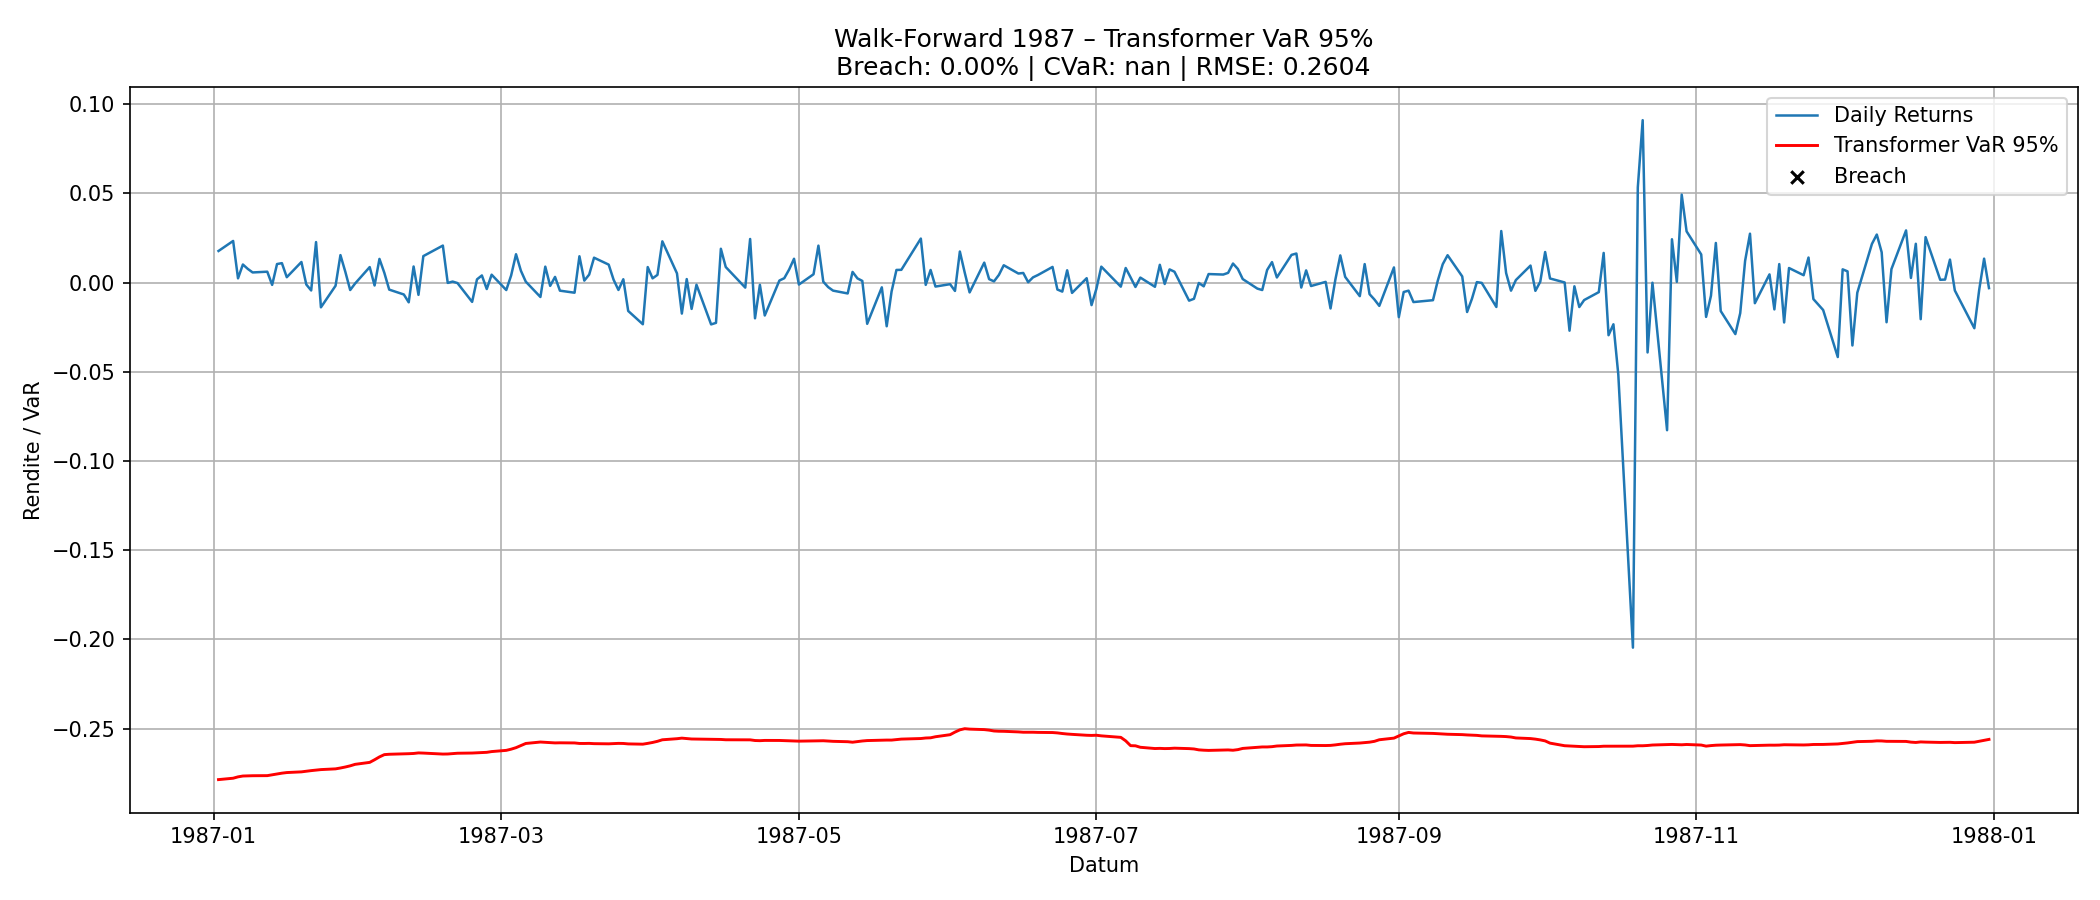 Walk-Forward 1987 – Transformer VaR 95%
Breach: 0.00% | CVaR: nan | RMSE: 0.2604
Daily Returns
Transformer VaR 95%
Breach
Rendite / VaR
0.10
0.05
0.00
−0.05
−0.10
−0.15
−0.20
−0.25
1987-01
1987-03
1987-05
1987-07
1987-09
1987-11
1988-01
Datum